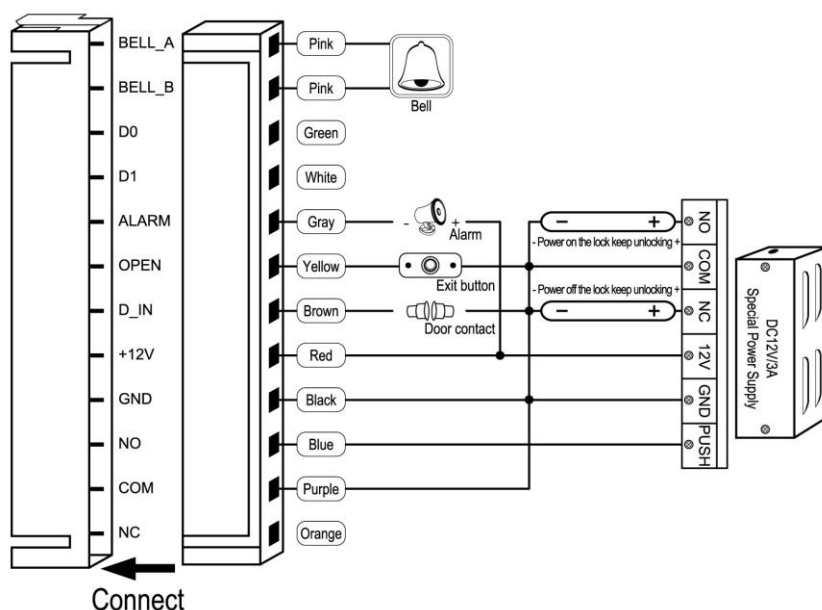 BELL_A
Pink
BELL_B
Pink
Bell
D0
Green
D1
White
ALARM
Gray
- +
Alarm
- +
NO
- Power on the lock keep unlocking +
OPEN
Yellow
Exit button
COM
- Power off the lock keep unlocking +
D_IN
Brown
Door contact
- +
NC
+12V
Red
12V
GND
Black
GND
NO
Blue
PUSH
COM
Purple
NC
Orange
DC12V/3A
Special Power Supply
Connect